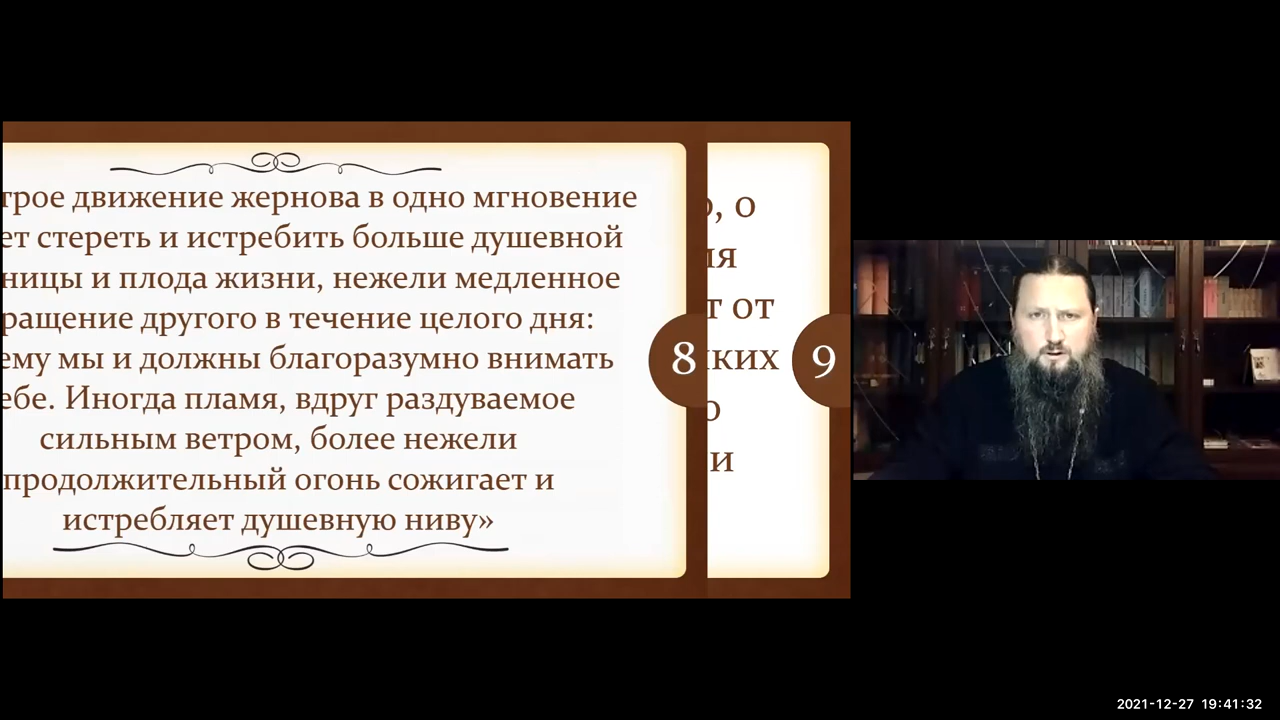 трое движение жернова в одно мгновение
ет стереть и истребить больше душевной
ницы и плода жизни, нежели медленное
ращение другого в течение целого дня:
ему мы и должны благоразумно внимать
ебе. Иногда пламя, вдруг раздуваемое
сильным ветром, более нежели
продолжительный огонь сожигает и
истребляет душевную ниву»
8
, о
ия
т от
ких
о
и
9
2021-12-27 19:41:32